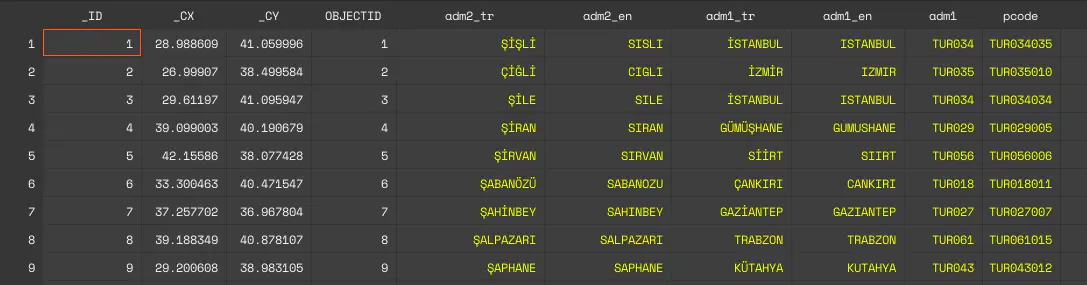 _ID _CX _CY OBJECTID adm2_tr adm2_en adm1_tr adm1_en adm1 pcode
1 1 28.988609 41.059996 1 ŞİŞLİ SISLI İSTANBUL ISTANBUL TUR034 TUR034035
2 2 26.99907 38.499584 2 ÇİĞLİ CIGLI İZMİR IZMIR TUR035 TUR035010
3 3 29.61197 41.095947 3 ŞİLE SILE İSTANBUL ISTANBUL TUR034 TUR034034
4 4 39.099003 40.190679 4 ŞİRAN SIRAN GÜMÜŞHANE GUMUSHANE TUR029 TUR029005
5 5 42.15586 38.077428 5 ŞİRVAN SIRVAN SİİRT SIIRT TUR056 TUR056006
6 6 33.300463 40.471547 6 ŞABANÖZÜ SABANOZU ÇANKIRI CANKIRI TUR018 TUR018011
7 7 37.257702 36.967804 7 ŞAHİNBEY SAHINBEY GAZİANTEP GAZIANTEP TUR027 TUR027007
8 8 39.188349 40.878107 8 ŞALPAZARI SALPAZARI TRABZON TRABZON TUR061 TUR061015
9 9 29.200608 38.983105 9 ŞAPHANE SAPHANE KÜTAHYA KUTAHYA TUR043 TUR043012